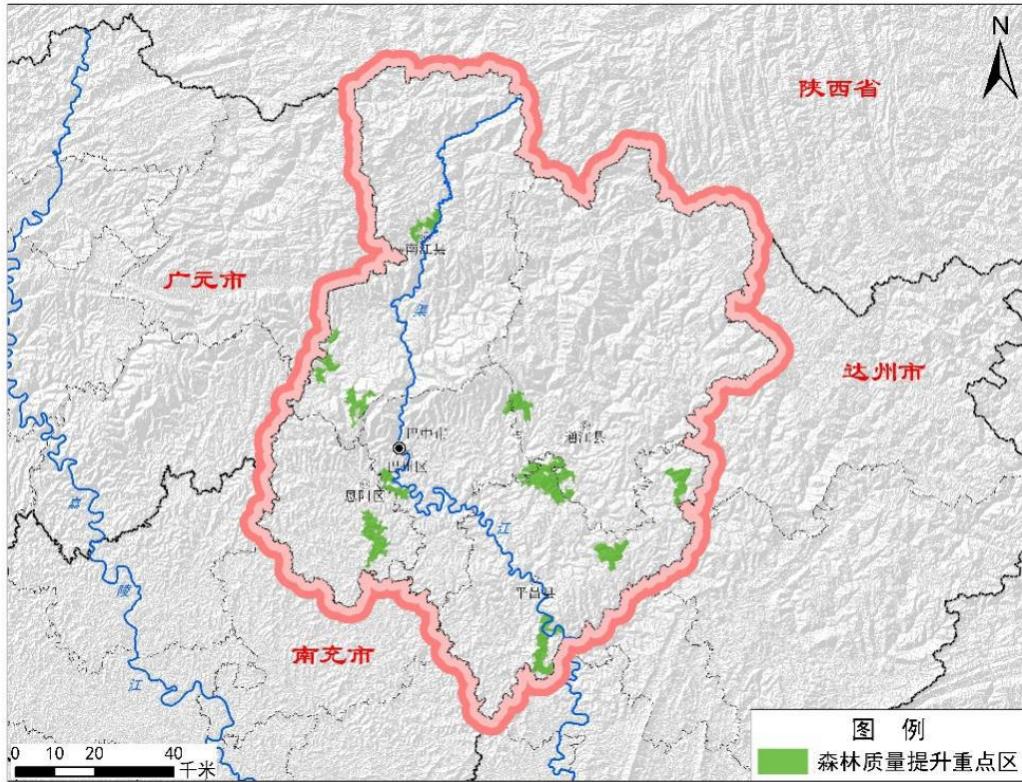 N
陕西省
南江县
广元市
渠
达州市
巴中市
通江县
巴州区
恩阳区
嘉
江
陵
平昌县
南充市
江
图 例
森林质量提升重点区
0 10 20 40
千米